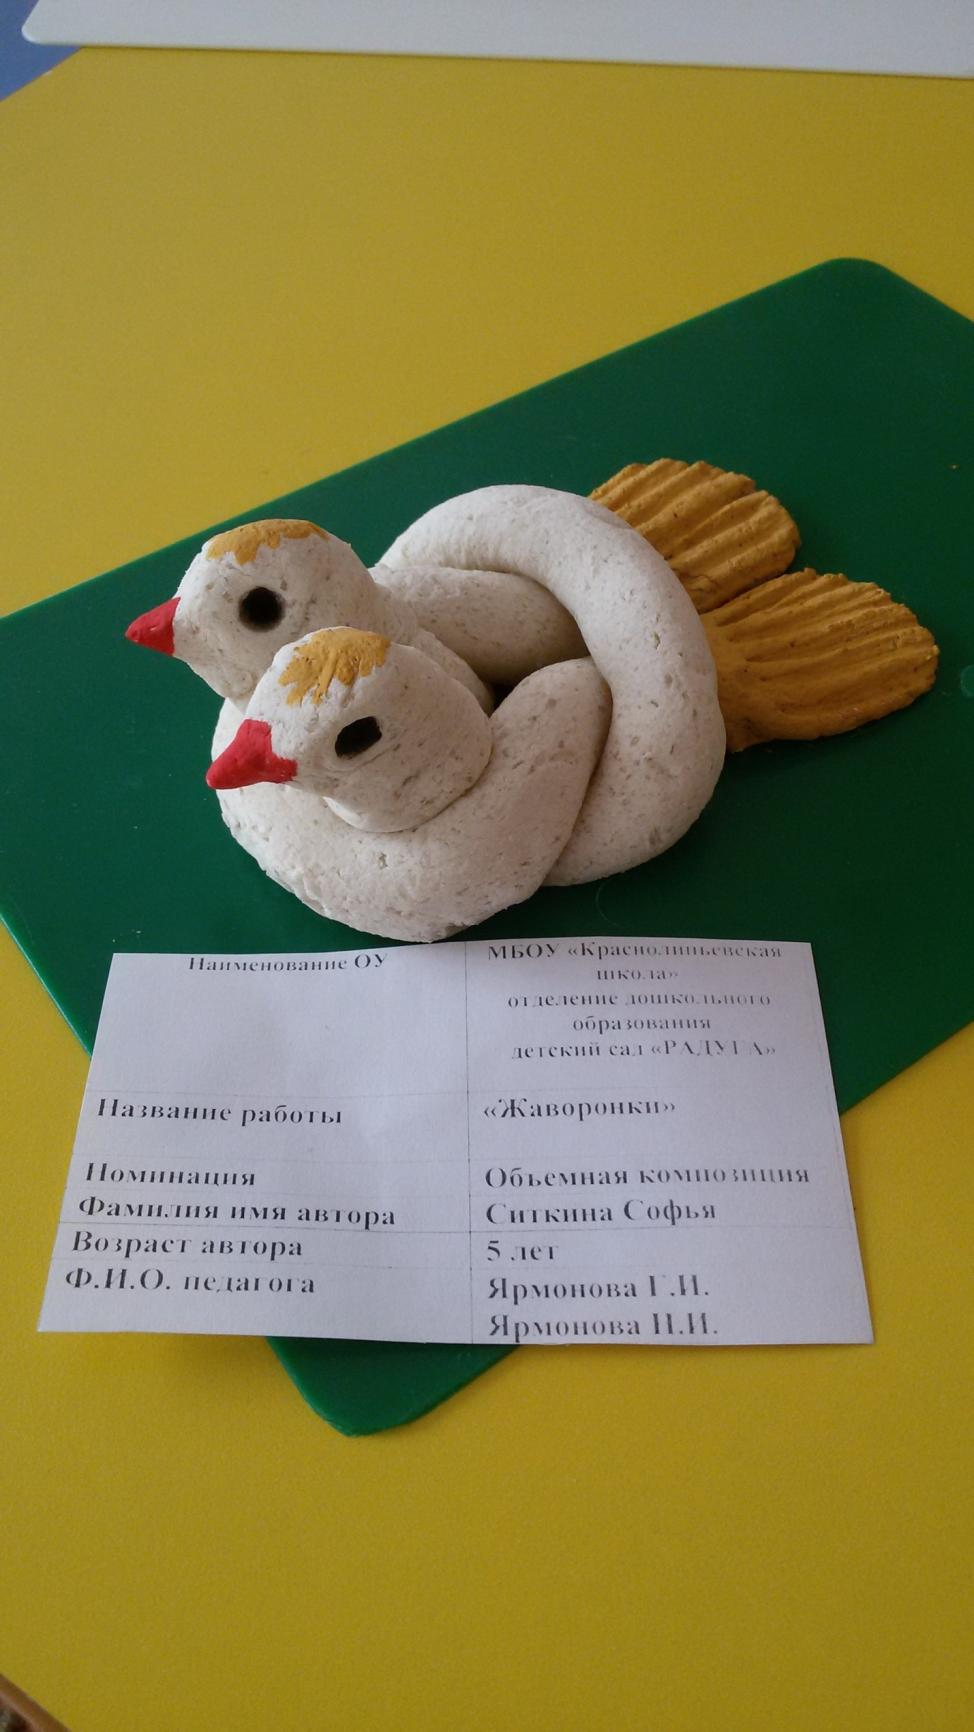 Наименование ОУ
МБОУ «Краснолипьевская
школа»
отделение дошкольного
образования
детский сад «РАДУГА»
Название работы
«Жаворонки»
Номинация
Обьемная композиция
Фамилия имя автора
Ситкина Софья
Возраст автора
5 лет
Ф.И.О. педагога
Ярмонова Г.И.
Ярмонова Н.И.